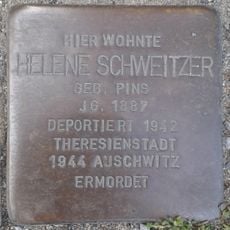 HIER WOHNTE
HELENE SCHWEITZER
GEB. PINS
JG. 1887
DEPORTIERT 1942
THERESIENSTADT
1944 AUSCHWITZ
ERMORDET